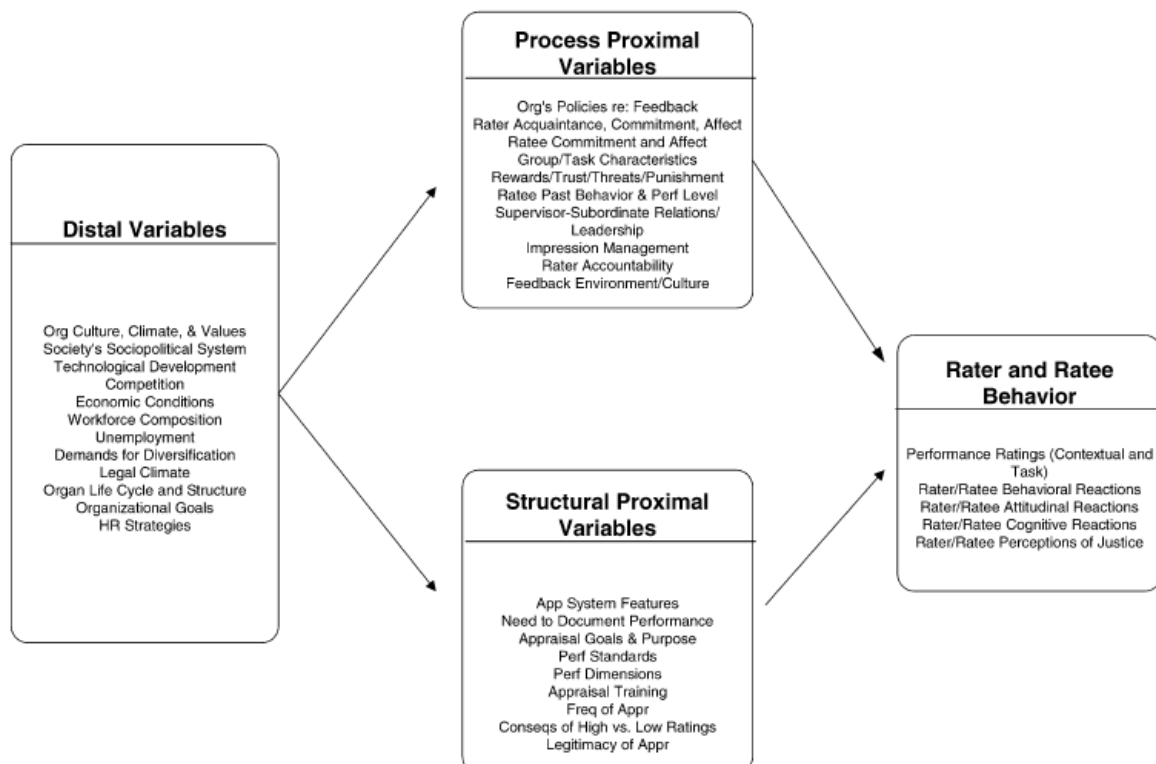 Distal Variables
Org Culture, Climate, & Values
Society's Sociopolitical System
Technological Development
Competition
Economic Conditions
Workforce Composition
Unemployment
Demands for Diversification
Legal Climate
Organ Life Cycle and Structure
Organizational Goals
HR Strategies
Process Proximal
Variables
Org's Policies re: Feedback
Rater Acquaintance, Commitment, Affect
Ratee Commitment and Affect
Group/Task Characteristics
Rewards/Trust/Threats/Punishment
Ratee Past Behavior & Perf Level
Supervisor-Subordinate Relations/
Leadership
Impression Management
Rater Accountability
Feedback Environment/Culture
Structural Proximal
Variables
App System Features
Need to Document Performance
Appraisal Goals & Purpose
Perf Standards
Perf Dimensions
Appraisal Training
Freq of Appr
Conseqs of High vs. Low Ratings
Legitimacy of Appr
Rater and Ratee
Behavior
Performance Ratings (Contextual and
Task)
Rater/Ratee Behavioral Reactions
Rater/Ratee Attitudinal Reactions
Rater/Ratee Cognitive Reactions
Rater/Ratee Perceptions of Justice